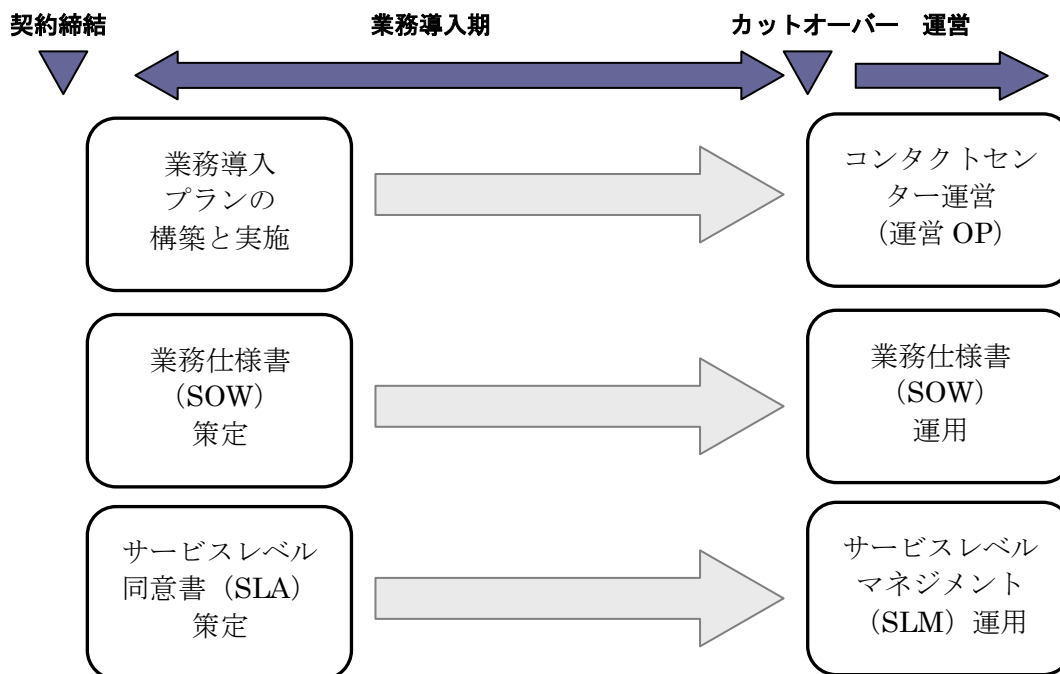 契約締結
業務導入期
カットオーバー
運営
業務導入
プランの
構築と実施
コンタクトセン
ター運営
（運営 OP）
業務仕様書
（SOW）
策定
業務仕様書
（SOW）
運用
サービスレベル
同意書（SLA）
策定
サービスレベル
マネジメント
（SLM）運用